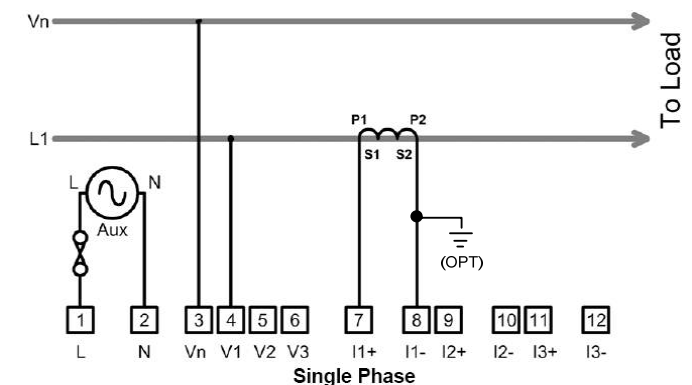 Vn
To Load
P1 P2
L1
S1 S2
L N
Aux
(OPT)
1 2 3 4 5 6 7 8 9 10 11 12
L N Vn V1 V2 V3 I1+ I1- I2+ I2- I3+ I3-
Single Phase